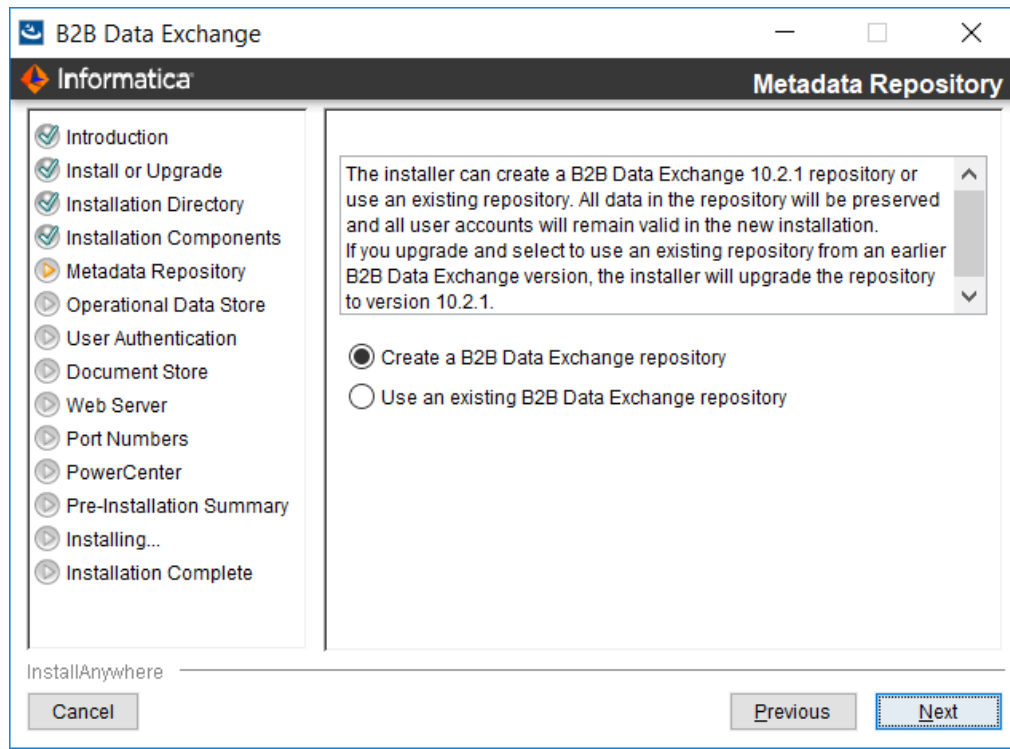 B2B Data Exchange
Informatica
Metadata Repository
Introduction
Install or Upgrade
Installation Directory
Installation Components
Metadata Repository
Operational Data Store
User Authentication
Document Store
Web Server
Port Numbers
PowerCenter
Pre-Installation Summary
Installing...
Installation Complete
The installer can create a B2B Data Exchange 10.2.1 repository or
use an existing repository. All data in the repository will be preserved
and all user accounts will remain valid in the new installation.
If you upgrade and select to use an existing repository from an earlier
B2B Data Exchange version, the installer will upgrade the repository
to version 10.2.1.
Create a B2B Data Exchange repository
Use an existing B2B Data Exchange repository
InstallAnywhere
Cancel
Previous
Next